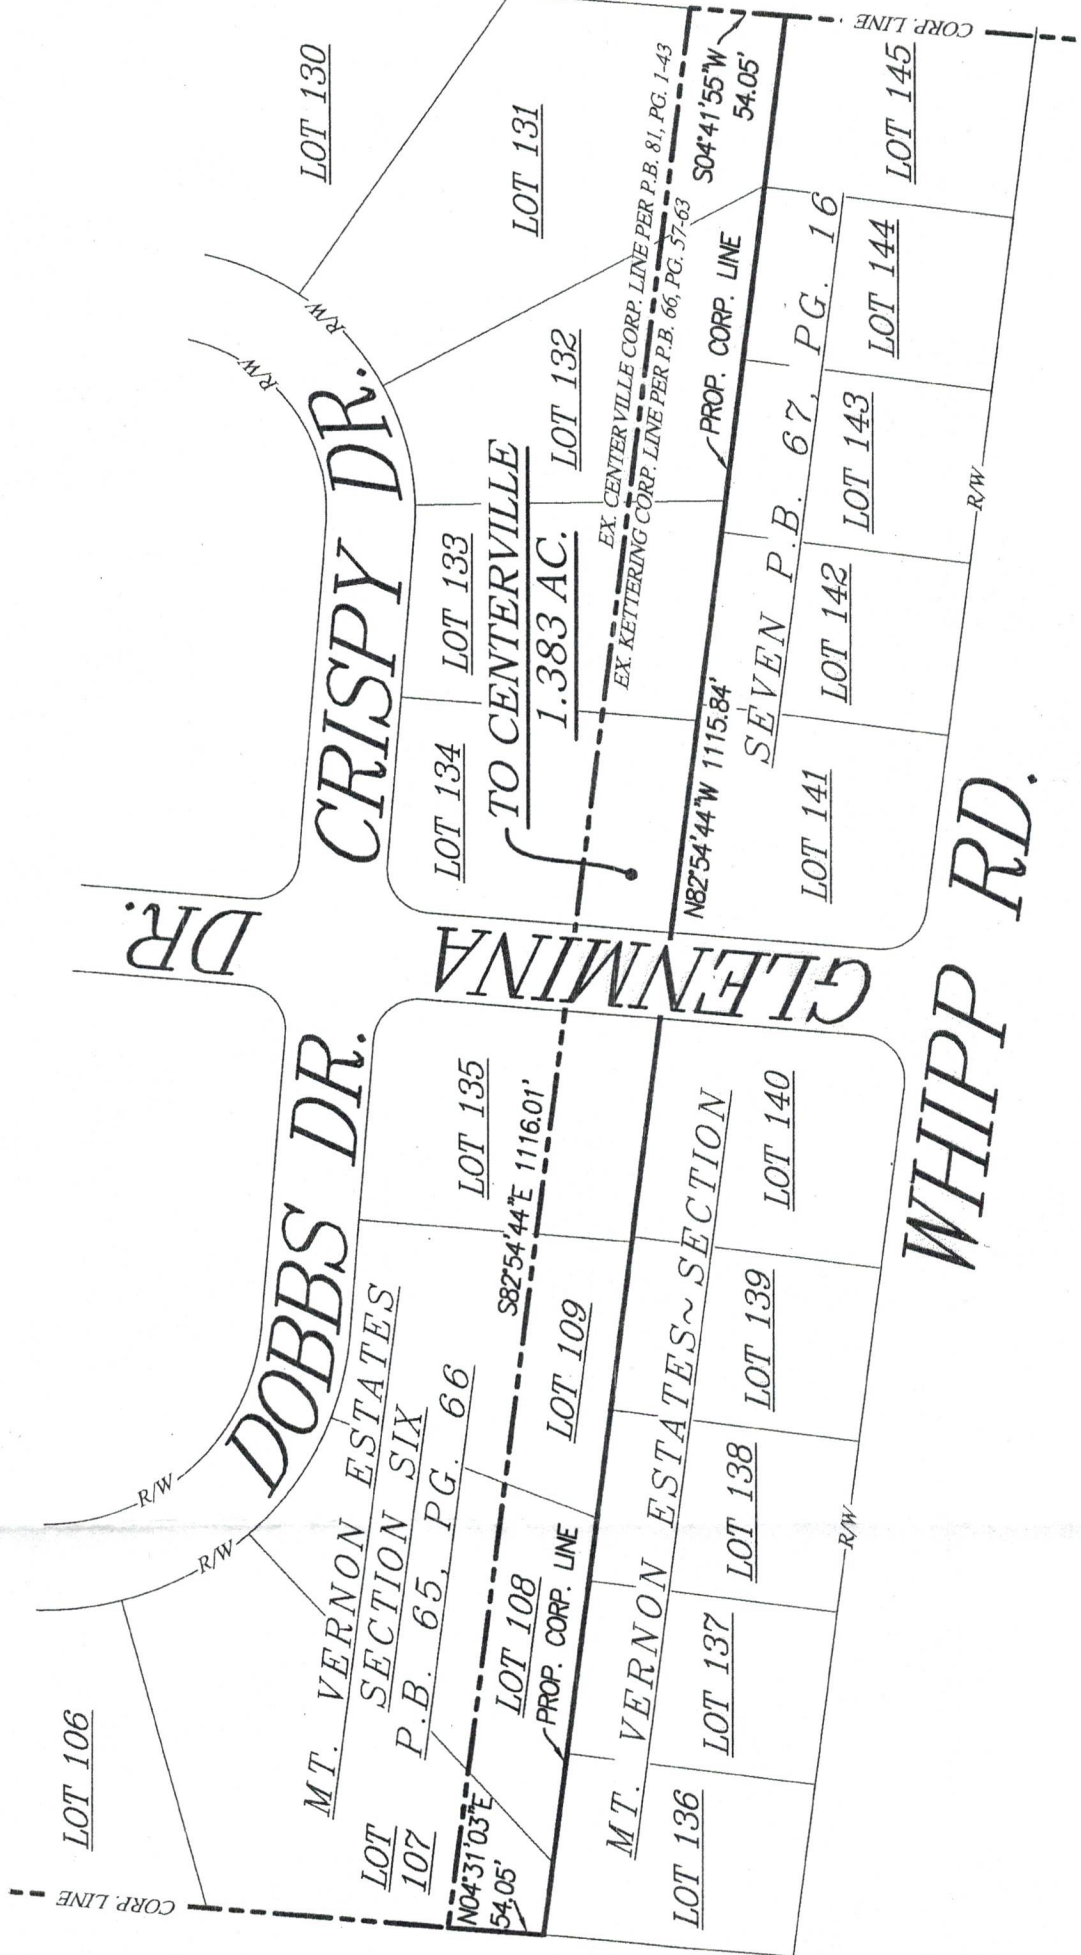 CORP. LINE
LOT 106
LOT
107
R/W
R/W
DOBBS DR.
MT. VERNON ESTATES
SECTION SIX
P.B. 65, PG. 66
N04°31'03"E
54.05'
LOT 108
PROP. CORP. LINE
LOT 109
S82°54'44"E 1116.01'
LOT 135
MT. VERNON ESTATES~ SECTION
LOT 136
LOT 137
LOT 138
LOT 139
LOT 140
R/W
GLENMINA
DR.
WHIPP RD.
CRISPY DR.
R/W
R/W
LOT 130
LOT 131
LOT 132
LOT 133
LOT 134
TO CENTERVILLE
1.383 AC.
EX. CENTERVILLE CORP. LINE PER P.B. 81, PG. 1-43
EX. KETTERING CORP. LINE PER P.B. 66, PG. 57-63
S04°41'55"W
54.05'
PROP. CORP. LINE
N82°54'44"W 1115.84'
SEVEN P.B. 67, PG. 16
LOT 141
LOT 142
LOT 143
LOT 144
LOT 145
R/W
CORP. LINE